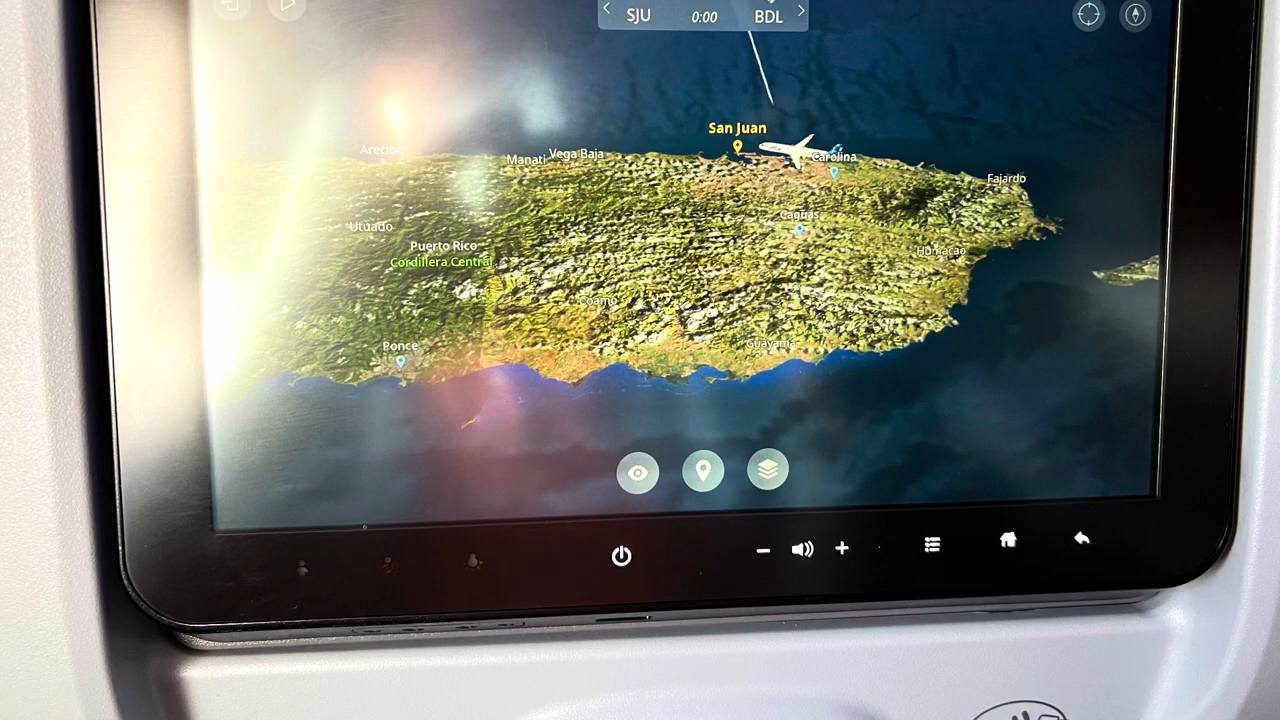 SJU 0:00 BDL
San Juan
Arecibo
Manati
Vega Baja
Carolina
Fajardo
Caguas
Utuado
Puerto Rico
Cordillera Central
Humacao
Coamo
Ponce
Guayama